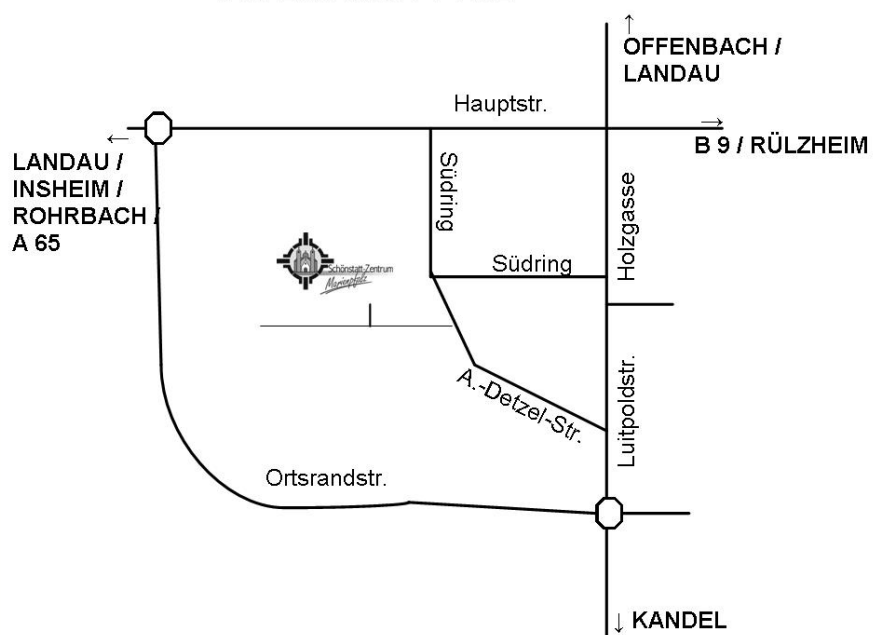 ↑
OFFENBACH /
LANDAU
Hauptstr.
→
B 9 / RÜLZHEIM
←
LANDAU /
INSHEIM /
ROHRBACH /
A 65
Südring
Holzgasse
Südring
Schönstatt-Zentrum
Marienpfalz
A.-Detzel-Str.
Luitpoldstr.
Ortsrandstr.
↓ KANDEL